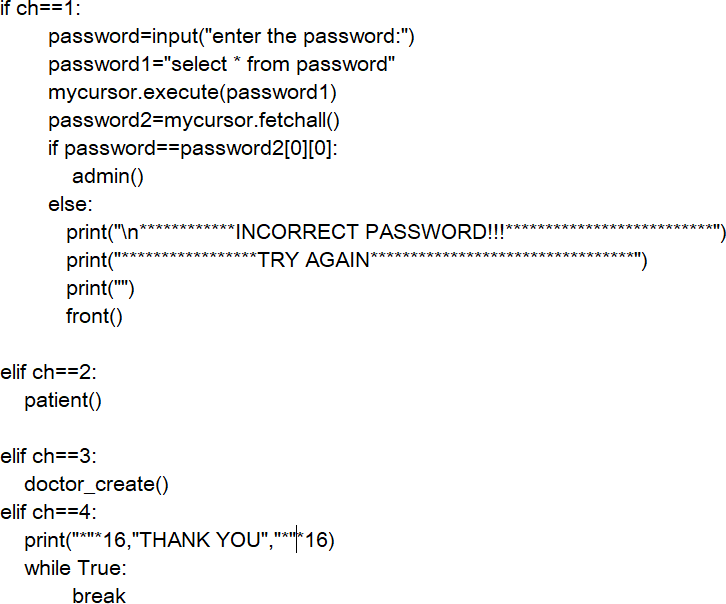 if ch==1:
password=input("enter the password:")
password1="select * from password"
mycursor.execute(password1)
password2=mycursor.fetchall()
if password==password2[0][0]:
admin()
else:
print("\n************INCORRECT PASSWORD!!!**************************")
print("*****************TRY AGAIN*********************************")
print("")
front()
elif ch==2:
patient()
elif ch==3:
doctor_create()
elif ch==4:
print("*"*16,"THANK YOU","*"*16)
while True:
break